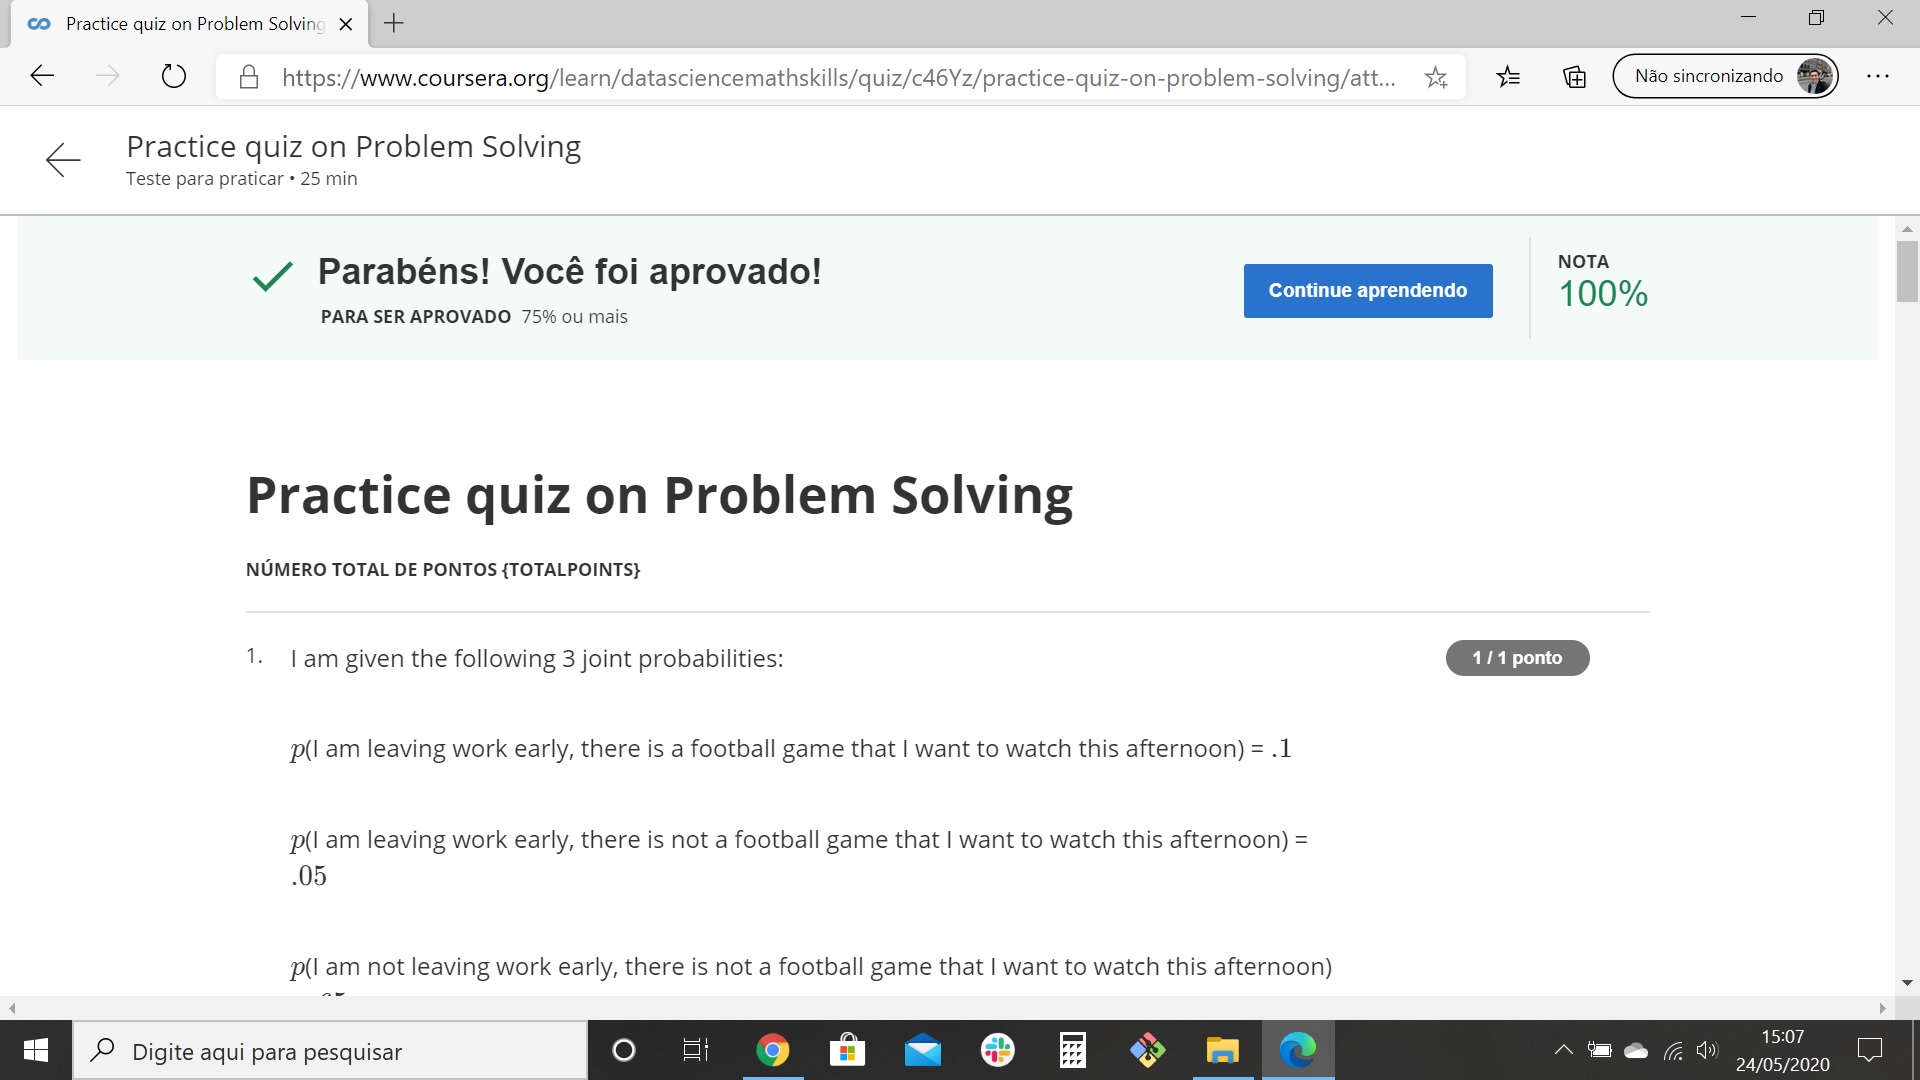 Practice quiz on Problem Solving
https://www.coursera.org/learn/datasciencemathskills/quiz/c46Yz/practice-quiz-on-problem-solving/att...
Não sincronizando
Practice quiz on Problem Solving
Teste para praticar • 25 min
Parabéns! Você foi aprovado!
PARA SER APROVADO 75% ou mais
Continue aprendendo
NOTA
100%
Practice quiz on Problem Solving
NÚMERO TOTAL DE PONTOS {TOTALPOINTS}
1. I am given the following 3 joint probabilities:
1 / 1 ponto
p(I am leaving work early, there is a football game that I want to watch this afternoon) = .1
p(I am leaving work early, there is not a football game that I want to watch this afternoon) =
.05
p(I am not leaving work early, there is not a football game that I want to watch this afternoon)
Digite aqui para pesquisar
15:07
24/05/2020